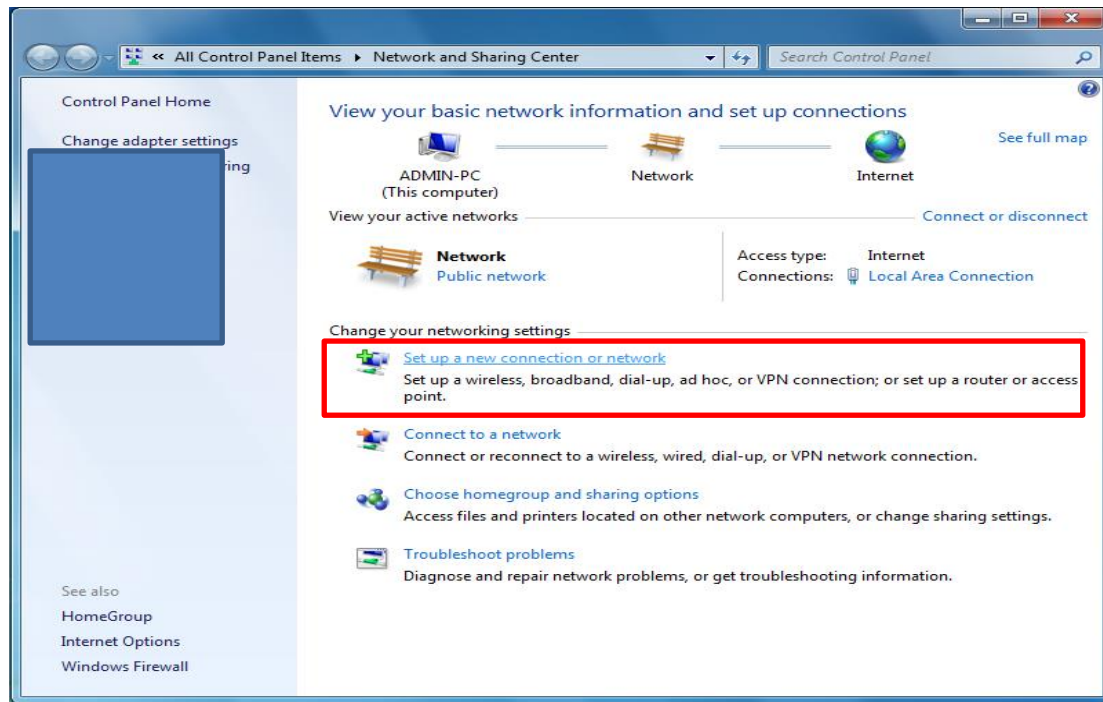 « All Control Panel Items ▸ Network and Sharing Center
Search Control Panel
Control Panel Home
Change adapter settings
View your basic network information and set up connections
See full map
ADMIN-PC
(This computer)
Network
Internet
View your active networks
Connect or disconnect
Network
Public network
Access type: Internet
Connections: Local Area Connection
Change your networking settings
Set up a new connection or network
Set up a wireless, broadband, dial-up, ad hoc, or VPN connection; or set up a router or access
point.
Connect to a network
Connect or reconnect to a wireless, wired, dial-up, or VPN network connection.
Choose homegroup and sharing options
Access files and printers located on other network computers, or change sharing settings.
Troubleshoot problems
Diagnose and repair network problems, or get troubleshooting information.
See also
HomeGroup
Internet Options
Windows Firewall